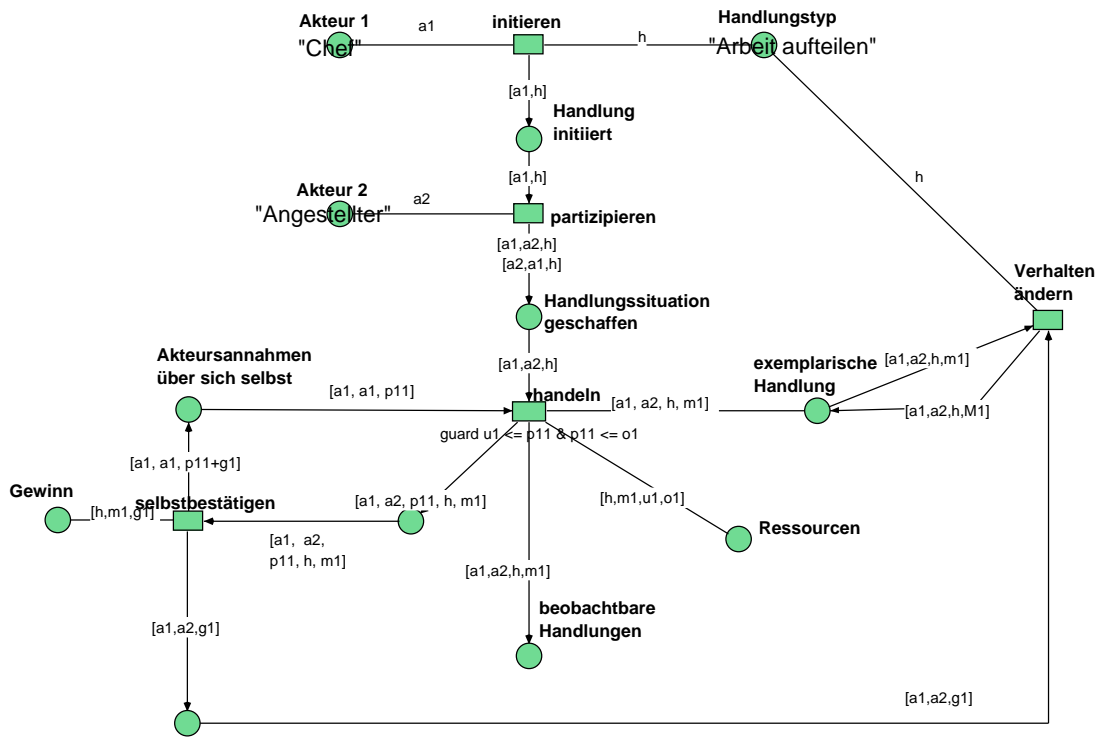 Akteur 1
initieren
Handlungstyp
a1
"Chef"
h
"Arbeit aufteilen"
[a1,h]
Handlung
initiiert
[a1,h]
h
Akteur 2
a2
"Angestellter"
partizipieren
[a1,a2,h]
[a2,a1,h]
Verhalten
ändern
Handlungssituation
geschaffen
Akteursannahmen
über sich selbst
[a1,a2,h]
exemplarische
Handlung
[a1,a2,h,m1]
[a1, a1, p11]
handeln
[a1, a2, h, m1]
[a1,a2,h,M1]
guard u1 <= p11 & p11 <= o1
[a1, a1, p11+g1]
Gewinn
selbstbestätigen
[h,m1,g1]
[a1, a2, p11, h, m1]
[h,m1,u1,o1]
Ressourcen
[a1, a2,
p11, h, m1]
[a1,a2,h,m1]
beobachtbare
Handlungen
[a1,a2,g1]
[a1,a2,g1]